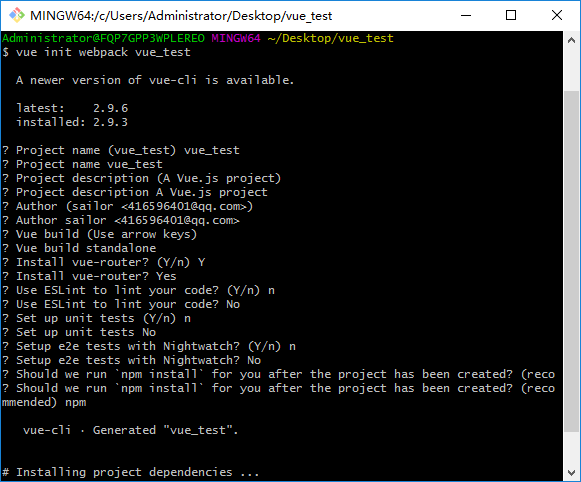 MINGW64:/c/Users/Administrator/Desktop/vue_test
Administrator@FQP7GPP3WPLEREO MINGW64 ~/Desktop/vue_test
$ vue init webpack vue_test
A newer version of vue-cli is available.
latest:    2.9.6
installed: 2.9.3
? Project name (vue_test) vue_test
? Project name vue_test
? Project description (A Vue.js project)
? Project description A Vue.js project
? Author (sailor <416596401@qq.com>)
? Author sailor <416596401@qq.com>
? Vue build (Use arrow keys)
? Vue build standalone
? Install vue-router? (Y/n) Y
? Install vue-router? Yes
? Use ESLint to lint your code? (Y/n) n
? Use ESLint to lint your code? No
? Set up unit tests (Y/n) n
? Set up unit tests No
? Setup e2e tests with Nightwatch? (Y/n) n
? Setup e2e tests with Nightwatch? No
? Should we run `npm install` for you after the project has been created? (reco
? Should we run `npm install` for you after the project has been created? (reco
mmended) npm
vue-cli · Generated "vue_test".
# Installing project dependencies ...